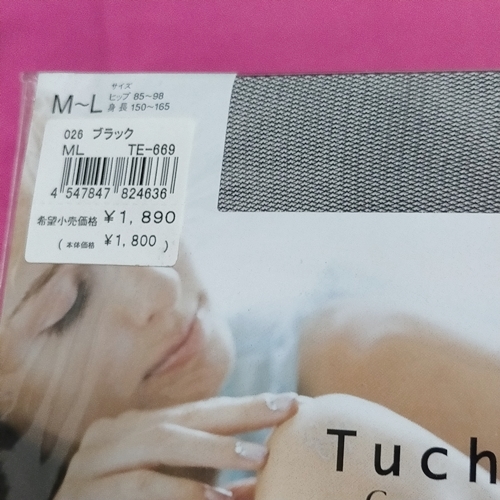 サイズ
M~L ヒップ 85~98
身長 150~165
026 ブラック
ML TE-669
4 547847 824636
希望小売価格 ¥1,890
(本体価格 ¥1,800)
Tuch